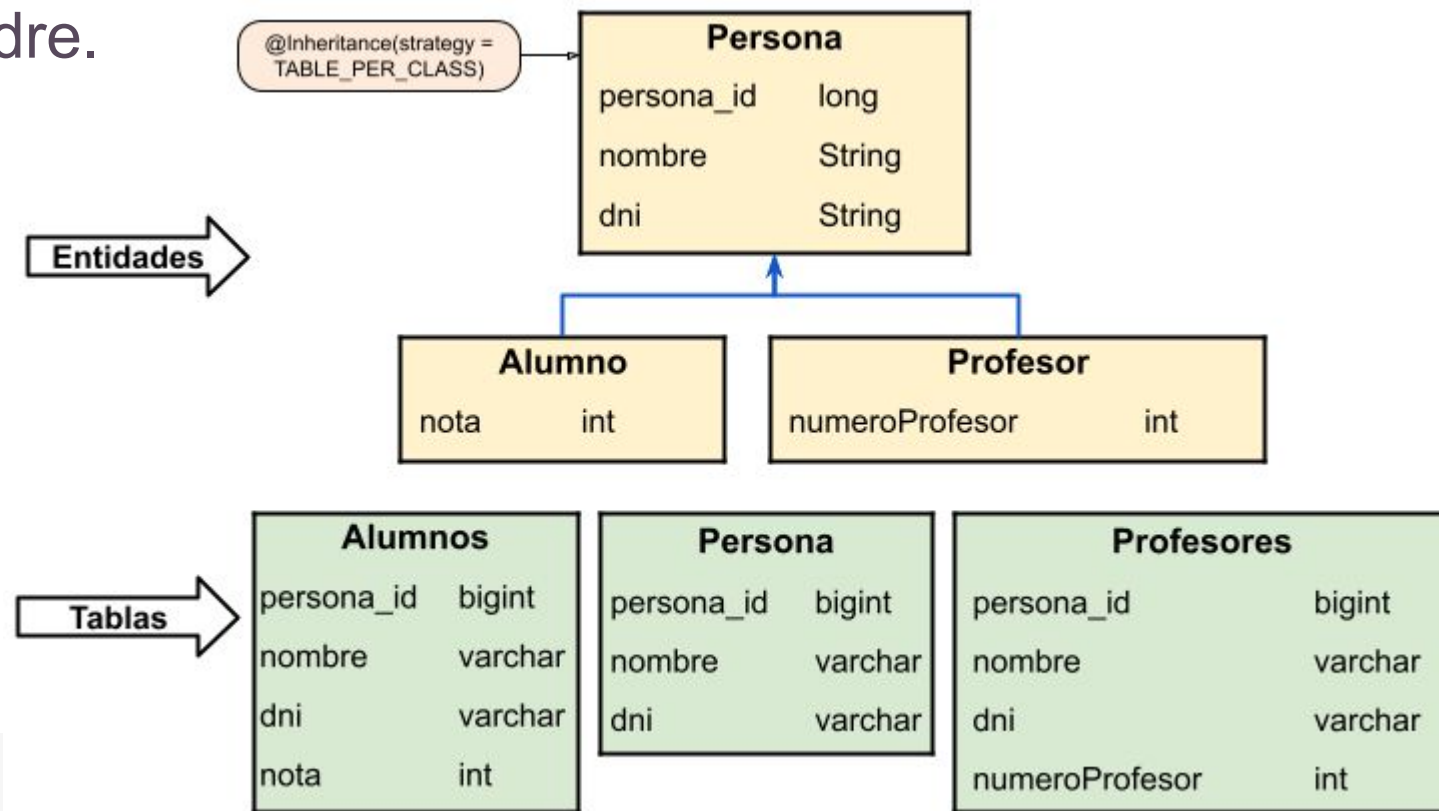 dre.
@Inheritance(strategy =
TABLE_PER_CLASS)
Persona
persona_id long
nombre String
dni String
Entidades
Alumno
nota int
Profesor
numeroProfesor int
Tablas
Alumnos
persona_id bigint
nombre varchar
dni varchar
nota int
Persona
persona_id bigint
nombre varchar
dni varchar
Profesores
persona_id bigint
nombre varchar
dni varchar
numeroProfesor int